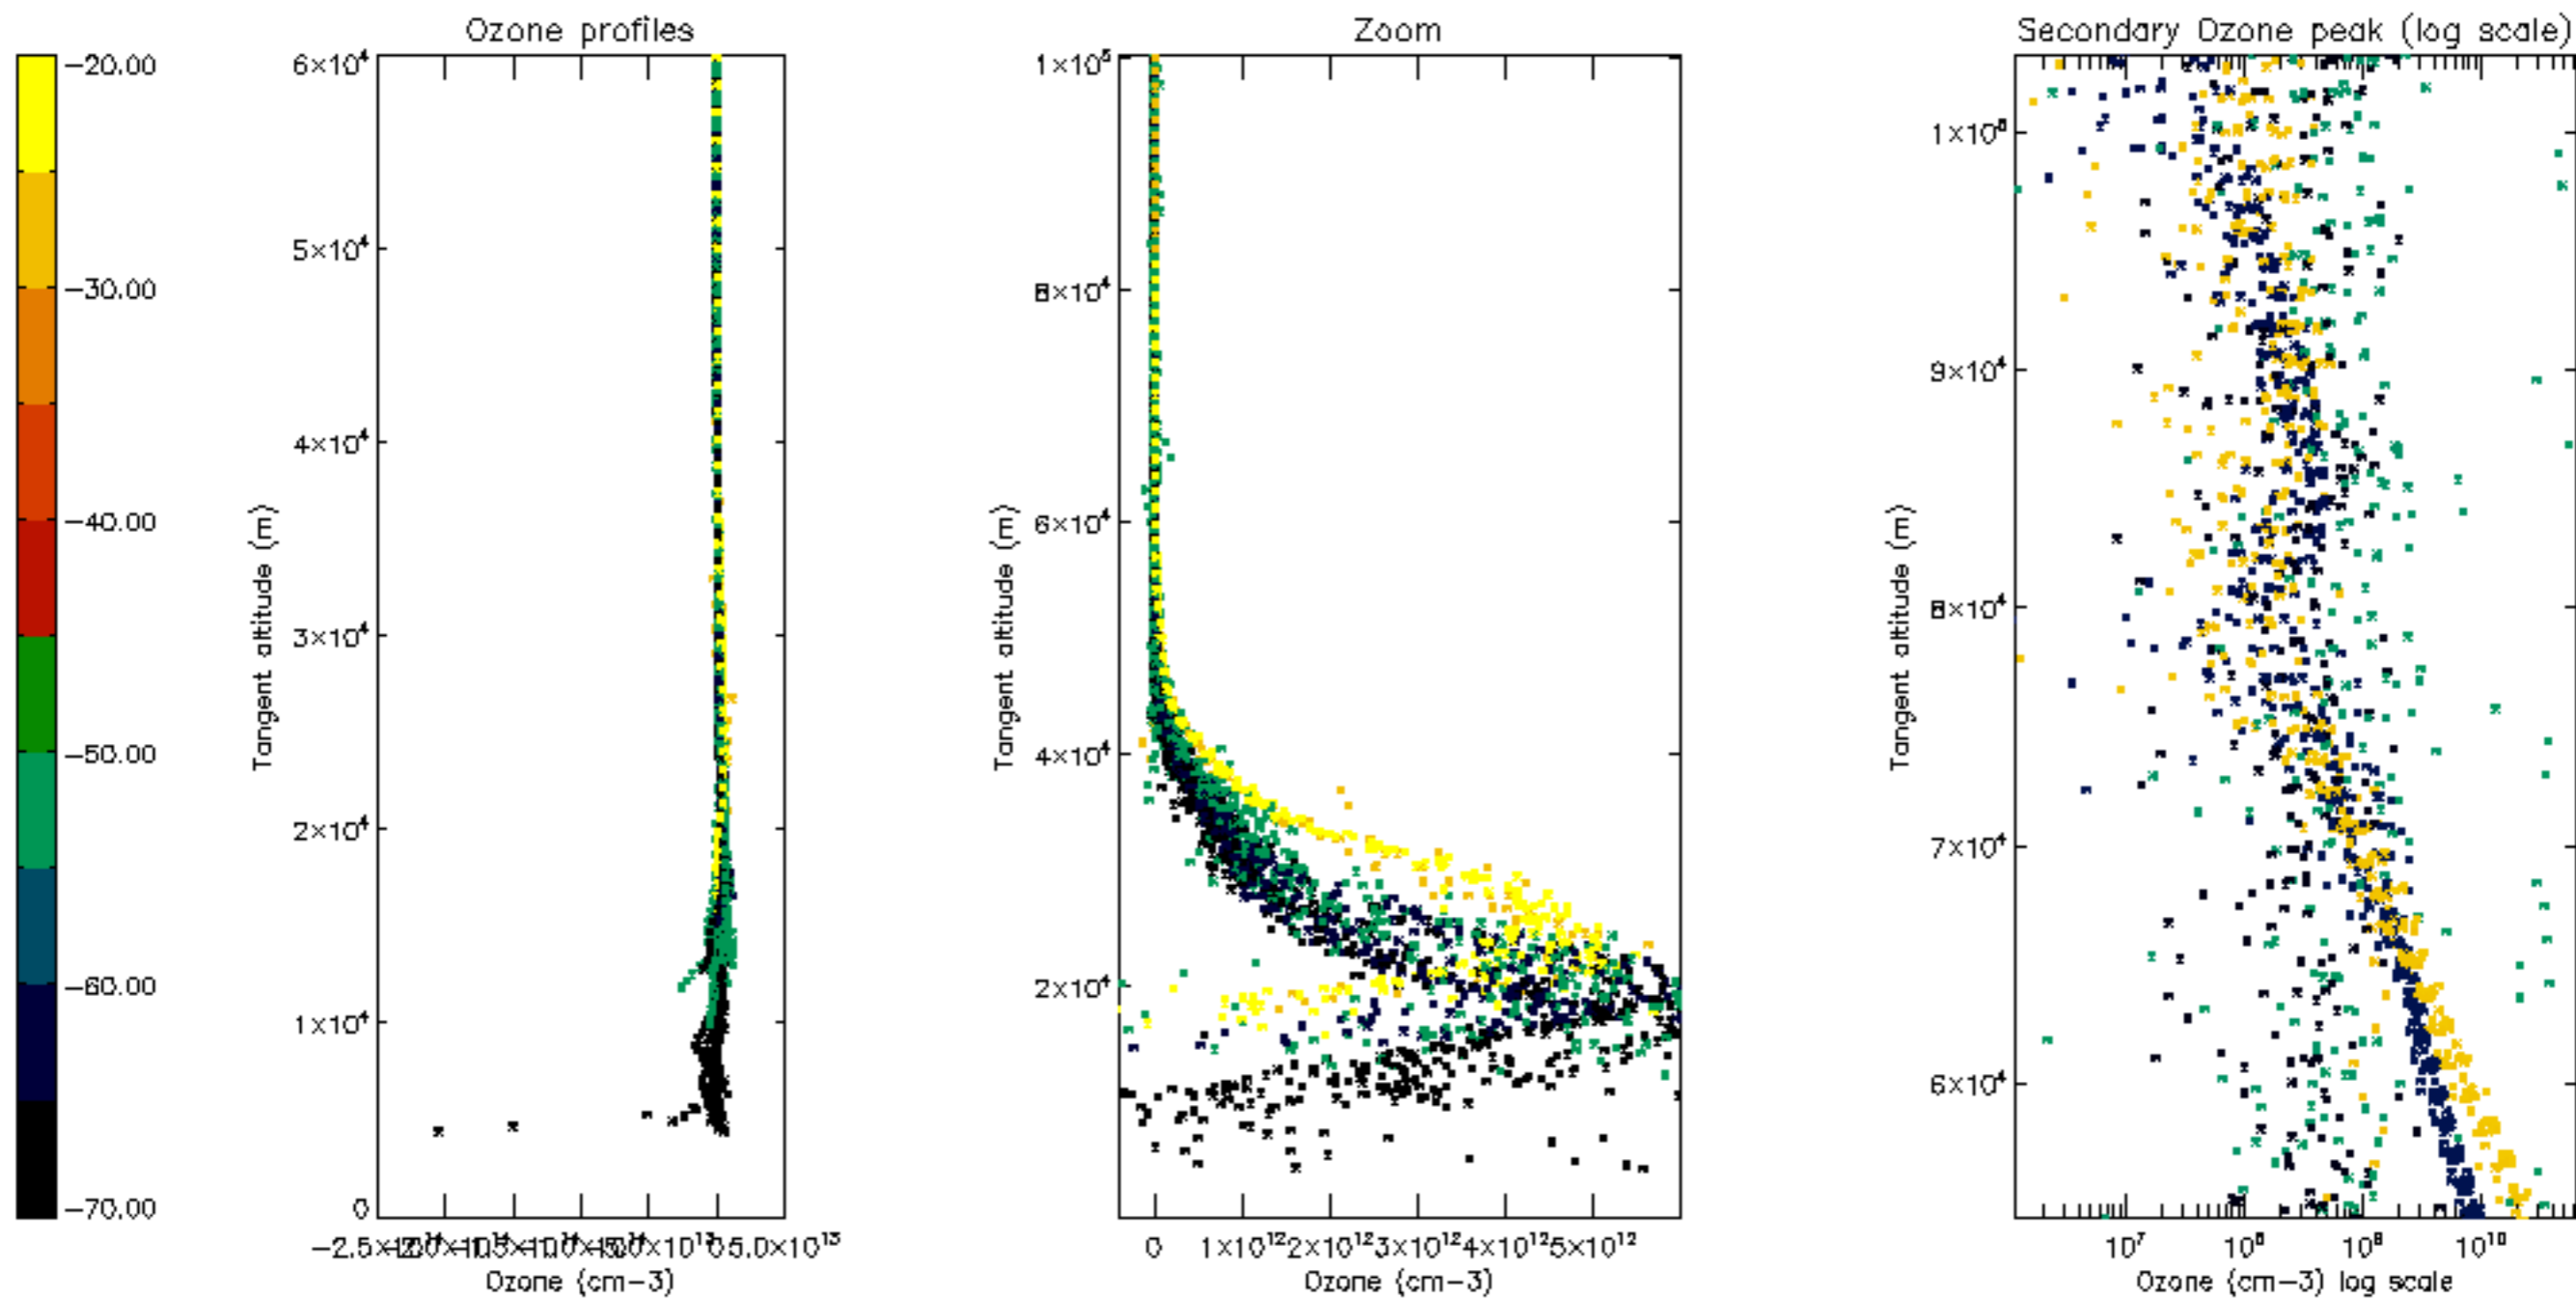 Ozone profiles
Zoom
Secondary Ozone peak (log scale)
-20.00
-30.00
-40.00
-50.00
-60.00
-70.00
6×10⁴
5×10⁴
4×10⁴
3×10⁴
2×10⁴
1×10⁴
0
Tangent altitude (m)
5.0×10¹³
Ozone (cm-3)
1×10⁵
8×10⁴
6×10⁴
4×10⁴
2×10⁴
Tangent altitude (m)
0 1×10¹² 2×10¹² 3×10¹² 4×10¹² 5×10¹²
Ozone (cm-3)
9×10⁴
8×10⁴
7×10⁴
6×10⁴
Tangent altitude (m)
10⁷ 10⁸ 10⁹ 10¹⁰
Ozone (cm-3) log scale